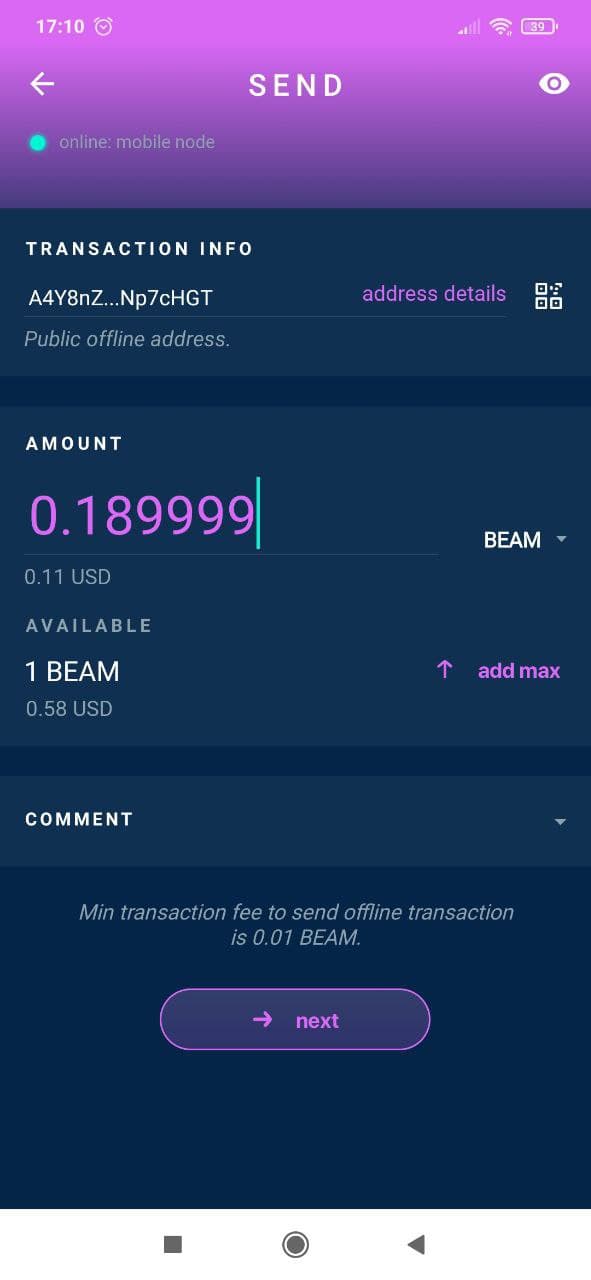 17:10
39
SEND
online: mobile node
TRANSACTION INFO
A4Y8nZ...Np7cHGT address details
Public offline address.
AMOUNT
0.189999
BEAM
0.11 USD
AVAILABLE
1 BEAM add max
0.58 USD
COMMENT
Min transaction fee to send offline transaction
is 0.01 BEAM.
next